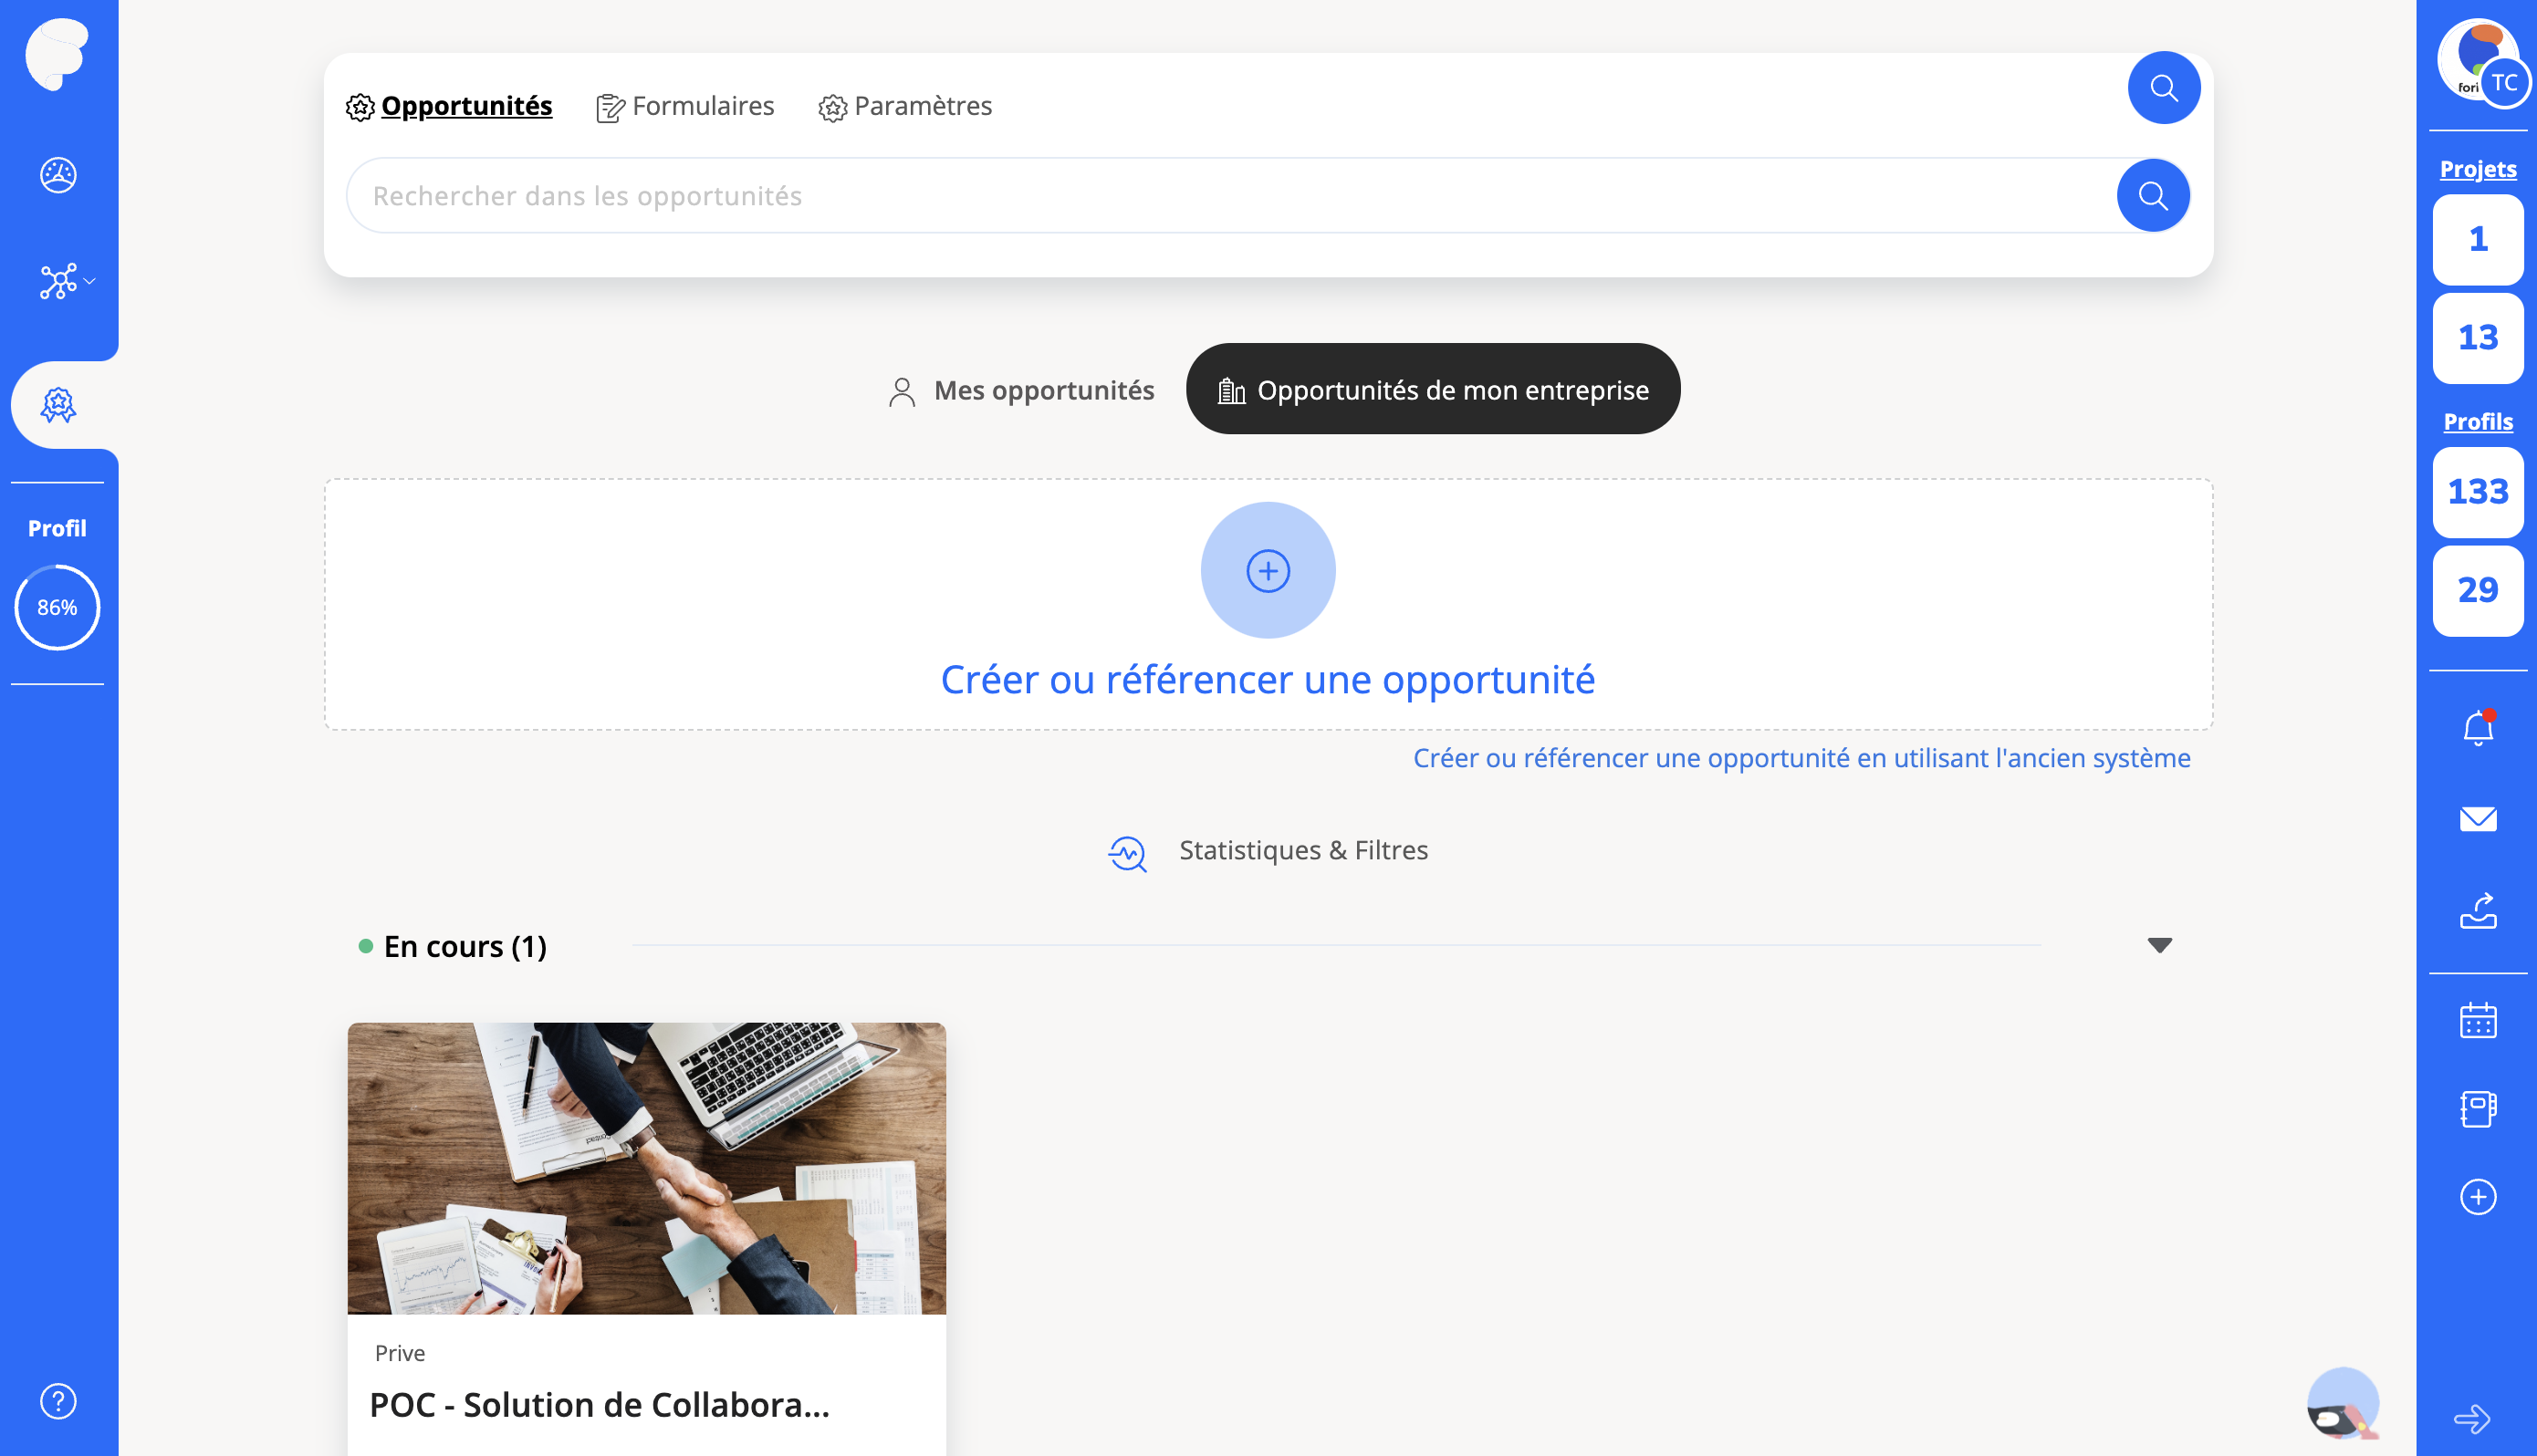 Opportunités
Formulaires
Paramètres
Rechercher dans les opportunités
Mes opportunités
Opportunités de mon entreprise
Créer ou référencer une opportunité
Créer ou référencer une opportunité en utilisant l'ancien système
Statistiques & Filtres
En cours (1)
Prive
POC - Solution de Collabora...
Profil
86%
?
fori
TC
Projets
1
13
Profils
133
29